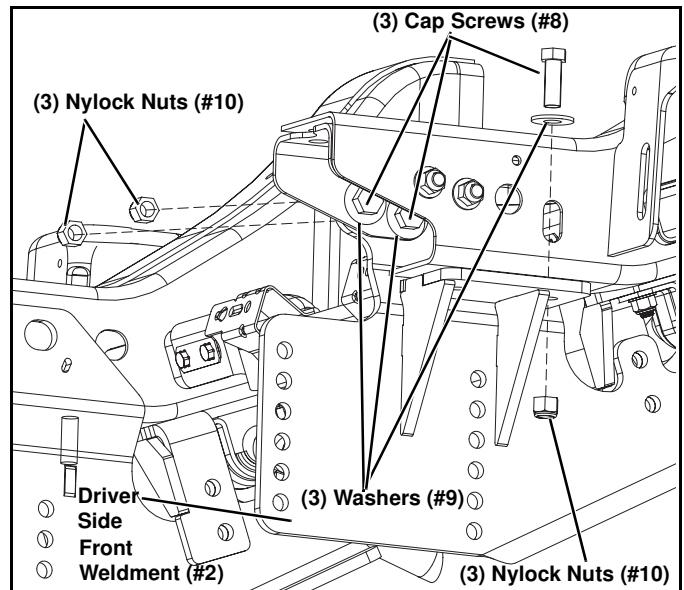 (3) Cap Screws (#8)
(3) Nylock Nuts (#10)
(3) Washers (#9)
Driver
Side
Front
Weldment (#2)
(3) Nylock Nuts (#10)